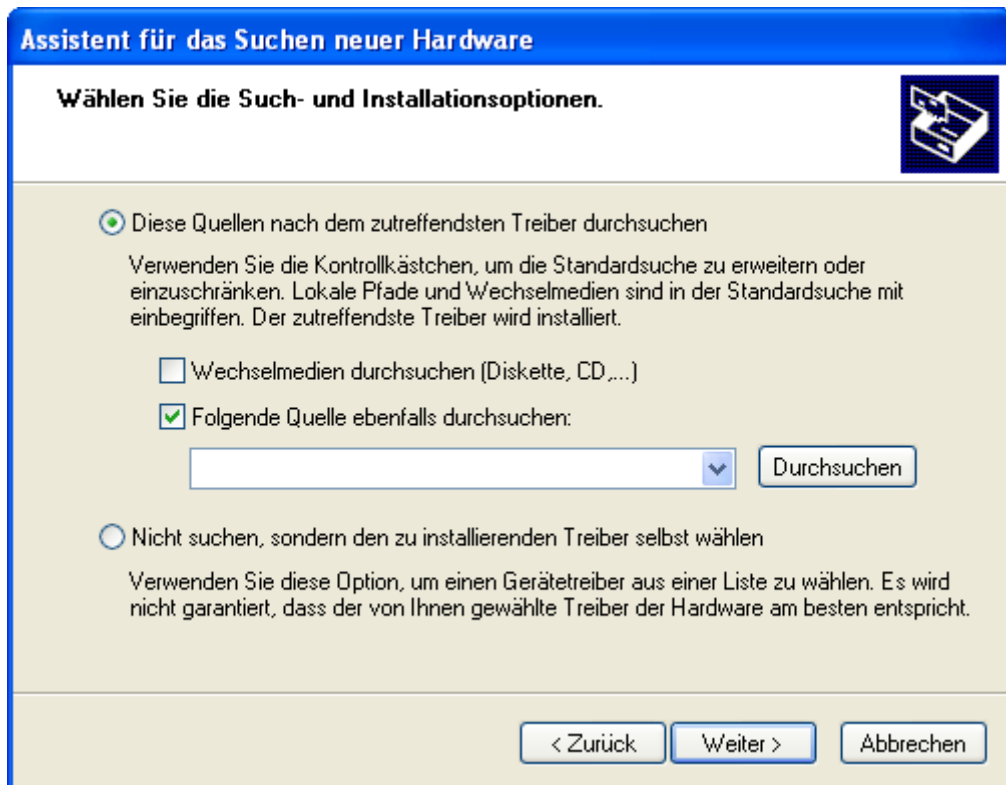 Assistent für das Suchen neuer Hardware
Wählen Sie die Such- und Installationsoptionen.
Diese Quellen nach dem zutreffendsten Treiber durchsuchen
Verwenden Sie die Kontrollkästchen, um die Standardsuche zu erweitern oder
einzuschränken. Lokale Pfade und Wechselmedien sind in der Standardsuche mit
einbegriffen. Der zutreffendste Treiber wird installiert.
Wechselmedien durchsuchen (Diskette, CD,...)
Folgende Quelle ebenfalls durchsuchen:
Durchsuchen
Nicht suchen, sondern den zu installierenden Treiber selbst wählen
Verwenden Sie diese Option, um einen Gerätetreiber aus einer Liste zu wählen. Es wird
nicht garantiert, dass der von Ihnen gewählte Treiber der Hardware am besten entspricht.
< Zurück Weiter > Abbrechen